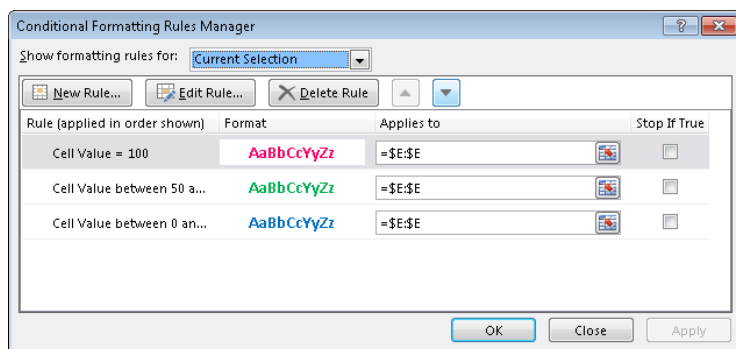 Conditional Formatting Rules Manager
Show formatting rules for: Current Selection
New Rule... Edit Rule... Delete Rule
Rule (applied in order shown) Format Applies to Stop If True
Cell Value = 100 AaBbCcYyZz =$E:$E
Cell Value between 50 a... AaBbCcYyZz =$E:$E
Cell Value between 0 an... AaBbCcYyZz =$E:$E
OK Close Apply